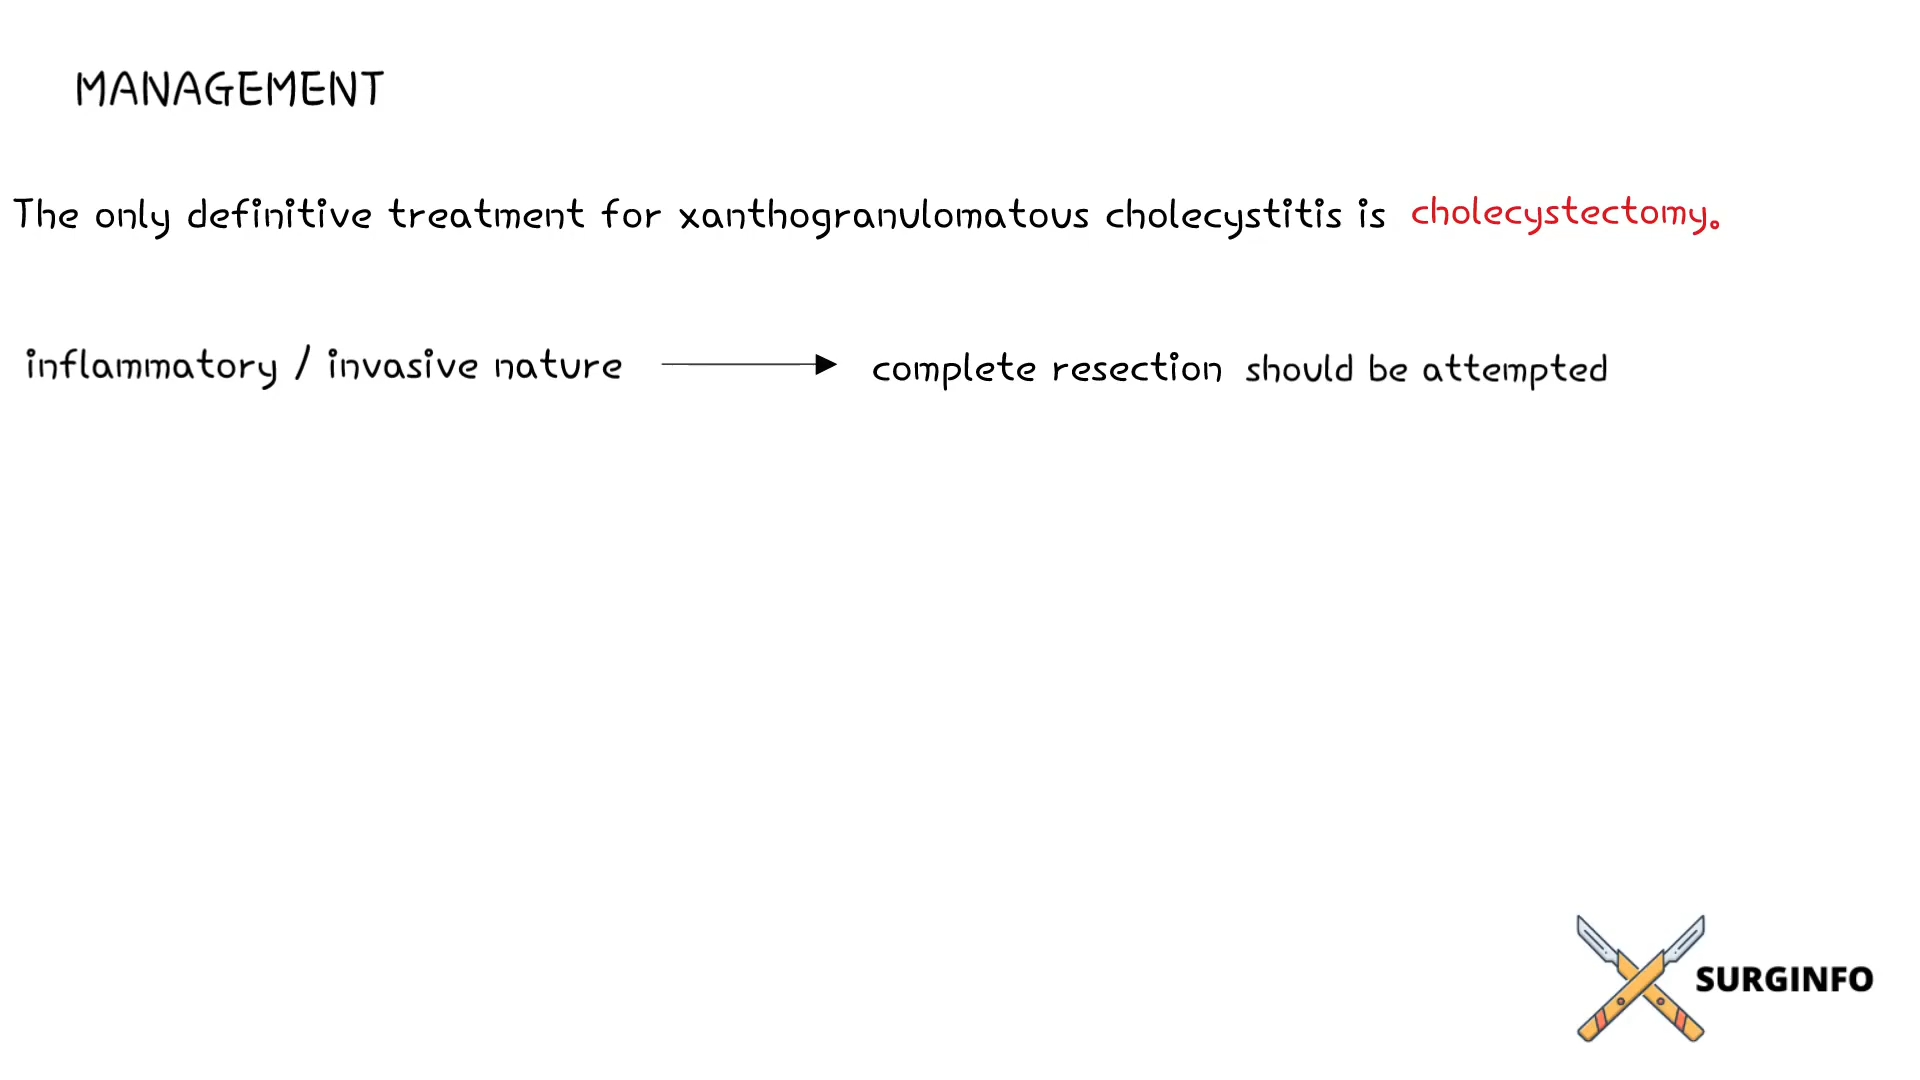 MANAGEMENT
The only definitive treatment for xanthogranulomatous cholecystitis is cholecystectomy.
inflammatory / invasive nature complete resection should be attempted
SURGINFO